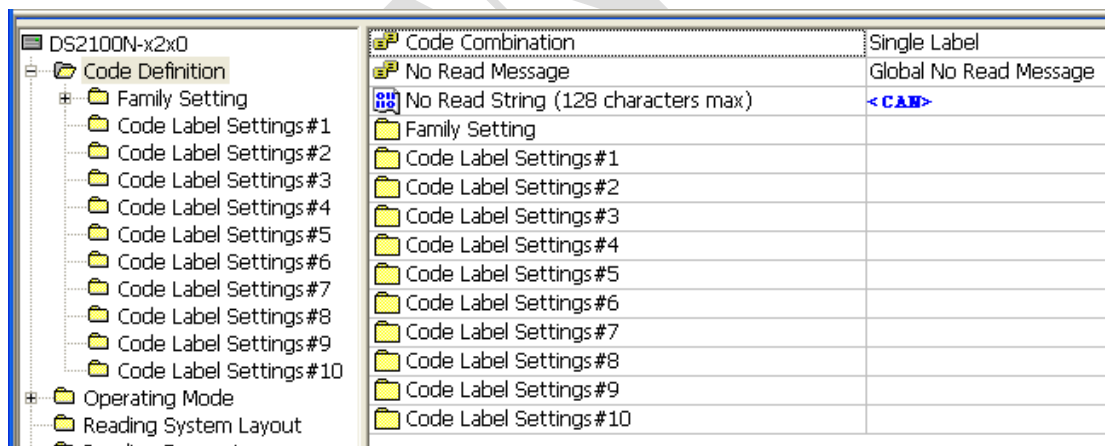 DS2100N-x2x0
Code Definition
Family Setting
Code Label Settings#1
Code Label Settings#2
Code Label Settings#3
Code Label Settings#4
Code Label Settings#5
Code Label Settings#6
Code Label Settings#7
Code Label Settings#8
Code Label Settings#9
Code Label Settings#10
Operating Mode
Reading System Layout
Code Combination Single Label
No Read Message Global No Read Message
No Read String (128 characters max) <CAN>
Family Setting
Code Label Settings#1
Code Label Settings#2
Code Label Settings#3
Code Label Settings#4
Code Label Settings#5
Code Label Settings#6
Code Label Settings#7
Code Label Settings#8
Code Label Settings#9
Code Label Settings#10